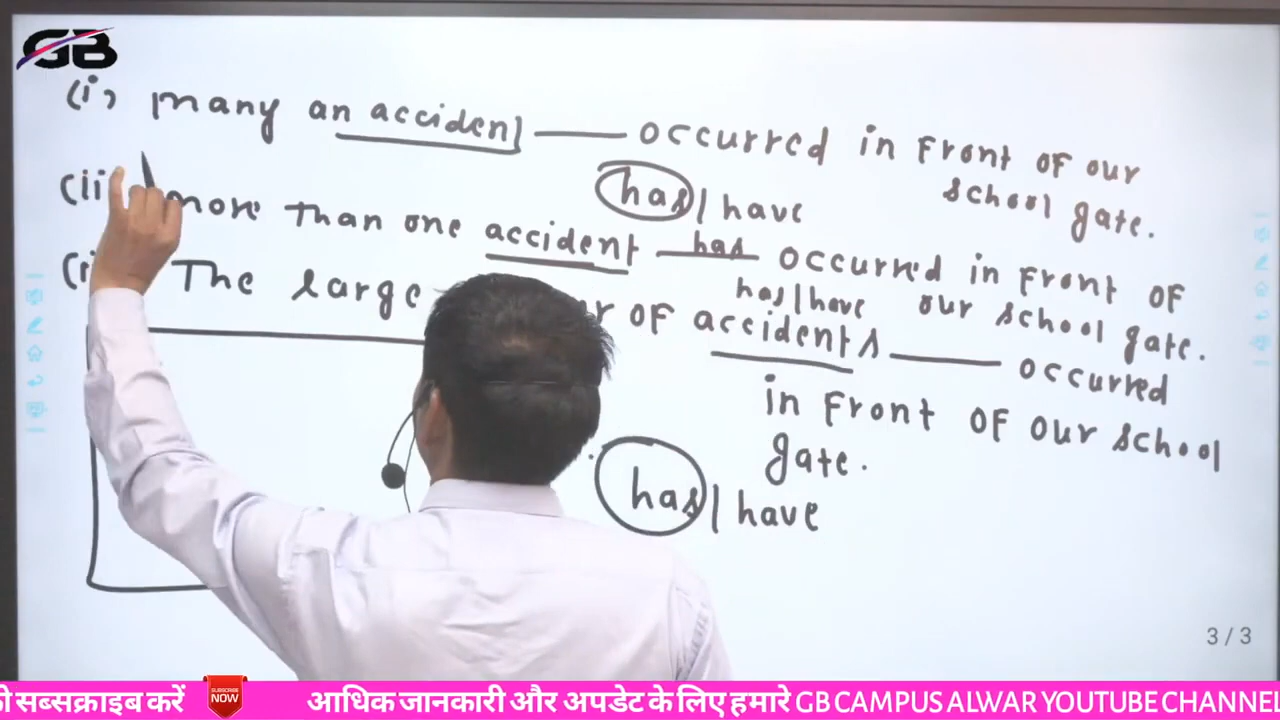 GB
(i) many an accident ___ occurred in front of our
school gate.
has / have
(ii more than one accident has occurred in front of
our school gate.
has / have
(i The large r of accidents ___ occurred
in front of our school
gate.
has / have
3 / 3
सब्सक्राइब करें SUBSCRIBE NOW आधिक जानकारी और अपडेट के लिए हमारे GB CAMPUS ALWAR YOUTUBE CHANNEL